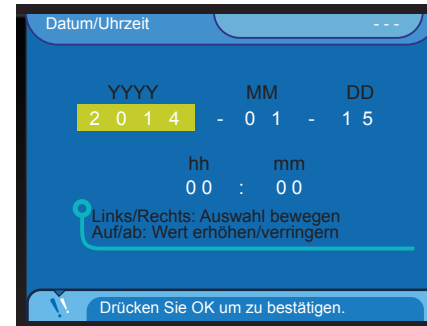 Datum/Uhrzeit - - -
YYYY MM DD
2 0 1 4 - 0 1 - 1 5
hh mm
0 0 : 0 0
Links/Rechts: Auswahl bewegen
Auf/ab: Wert erhöhen/verringern
Drücken Sie OK um zu bestätigen.